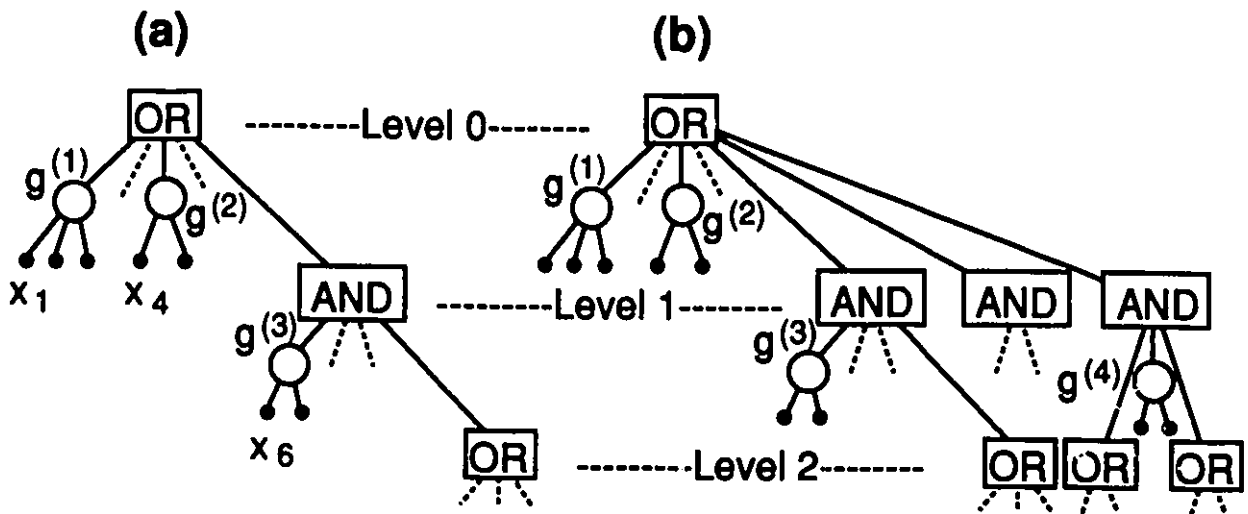 (a) (b)
OR Level 0 OR
g(1) g(2) g(1) g(2)
x1 x4
AND Level 1 AND AND AND
g(3) g(3) g(4)
x6
OR Level 2 OR OR OR